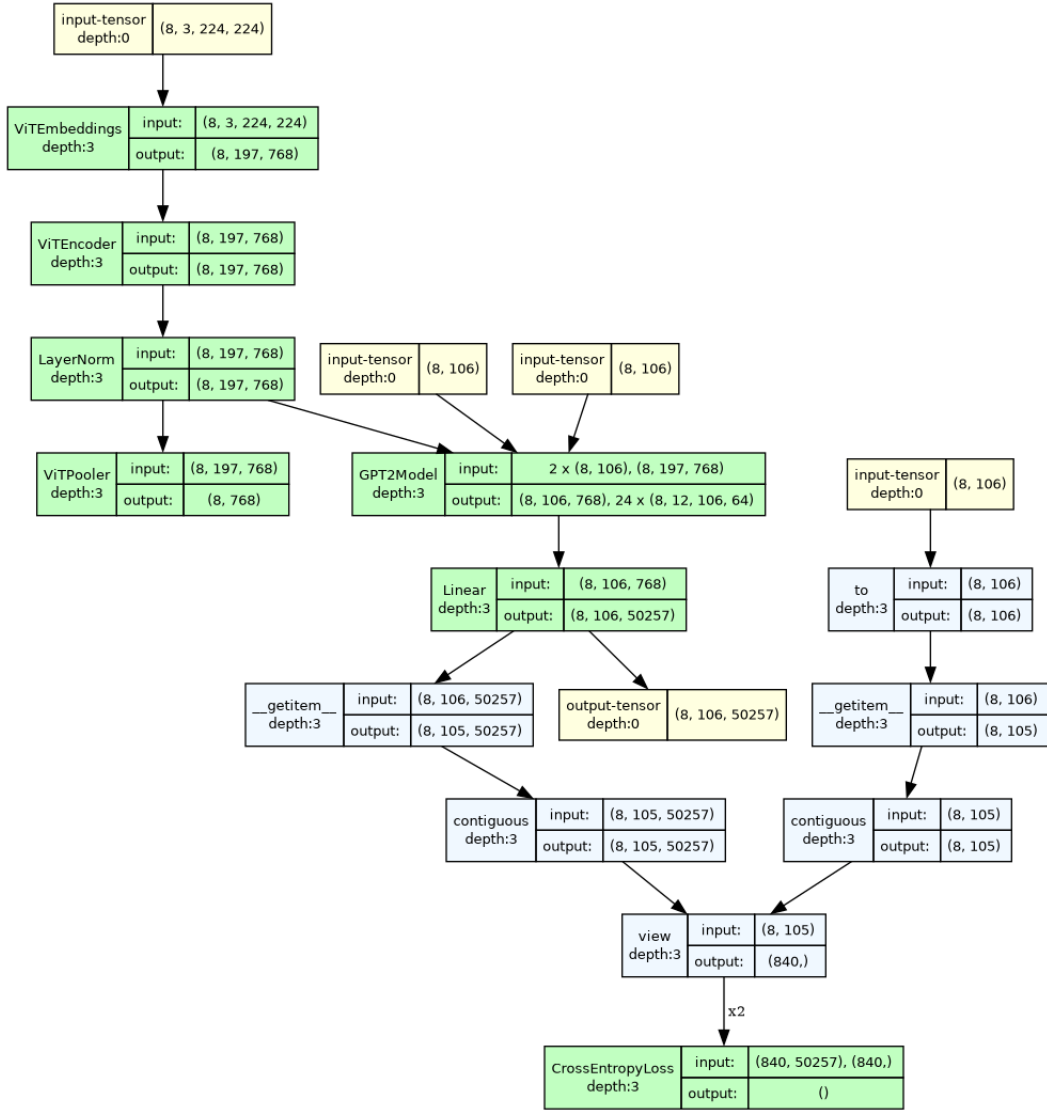 input-tensor
depth:0
(8, 3, 224, 224)
ViTEmbeddings
depth:3
input:
(8, 3, 224, 224)
output:
(8, 197, 768)
ViTEncoder
depth:3
input:
(8, 197, 768)
output:
(8, 197, 768)
LayerNorm
depth:3
input:
(8, 197, 768)
output:
(8, 197, 768)
input-tensor
depth:0
(8, 106)
input-tensor
depth:0
(8, 106)
ViTPooler
depth:3
input:
(8, 197, 768)
output:
(8, 768)
GPT2Model
depth:3
input:
2 x (8, 106), (8, 197, 768)
output:
(8, 106, 768), 24 x (8, 12, 106, 64)
input-tensor
depth:0
(8, 106)
Linear
depth:3
input:
(8, 106, 768)
output:
(8, 106, 50257)
to
depth:3
input:
(8, 106)
output:
(8, 106)
__getitem__
depth:3
input:
(8, 106, 50257)
output:
(8, 105, 50257)
output-tensor
depth:0
(8, 106, 50257)
__getitem__
depth:3
input:
(8, 106)
output:
(8, 105)
contiguous
depth:3
input:
(8, 105, 50257)
output:
(8, 105, 50257)
contiguous
depth:3
input:
(8, 105)
output:
(8, 105)
view
depth:3
input:
(8, 105)
output:
(840,)
x2
CrossEntropyLoss
depth:3
input:
(840, 50257), (840,)
output:
()